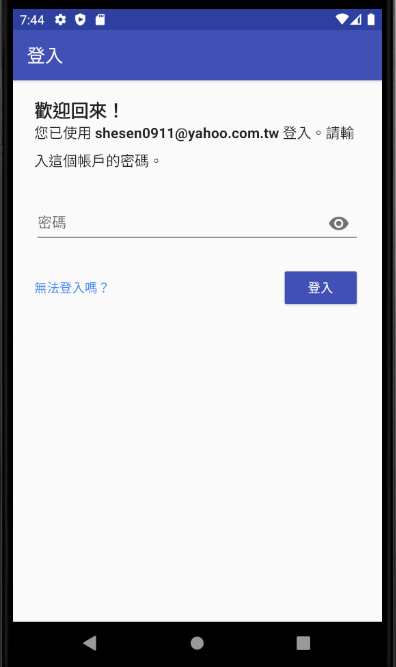 7:44
登入
歡迎回來！
您已使用 shesen0911@yahoo.com.tw 登入。請輸
入這個帳戶的密碼。
密碼
無法登入嗎？ 登入